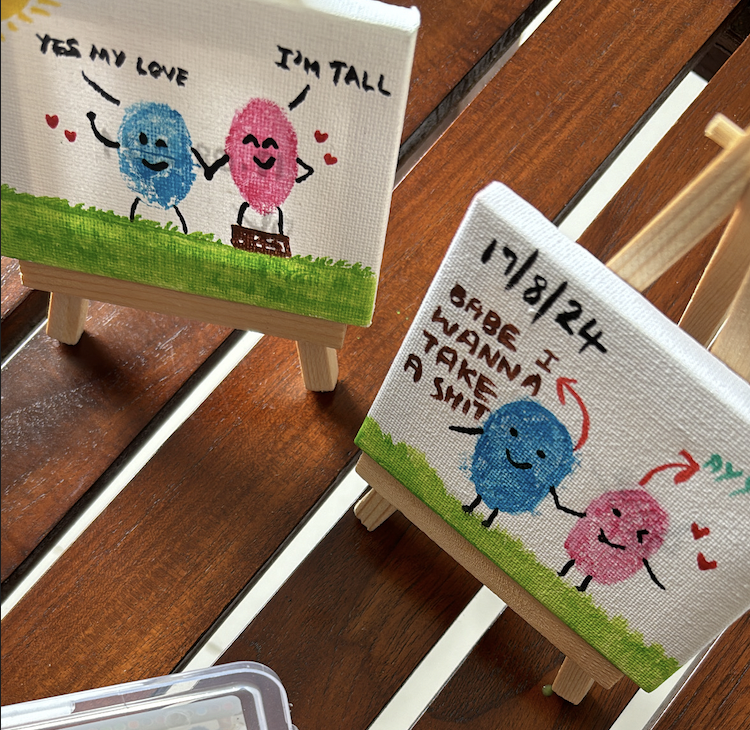 YES MY LOVE
I'M TALL
17/8/24
BABE I
WANNA
TAKE
A SHIT